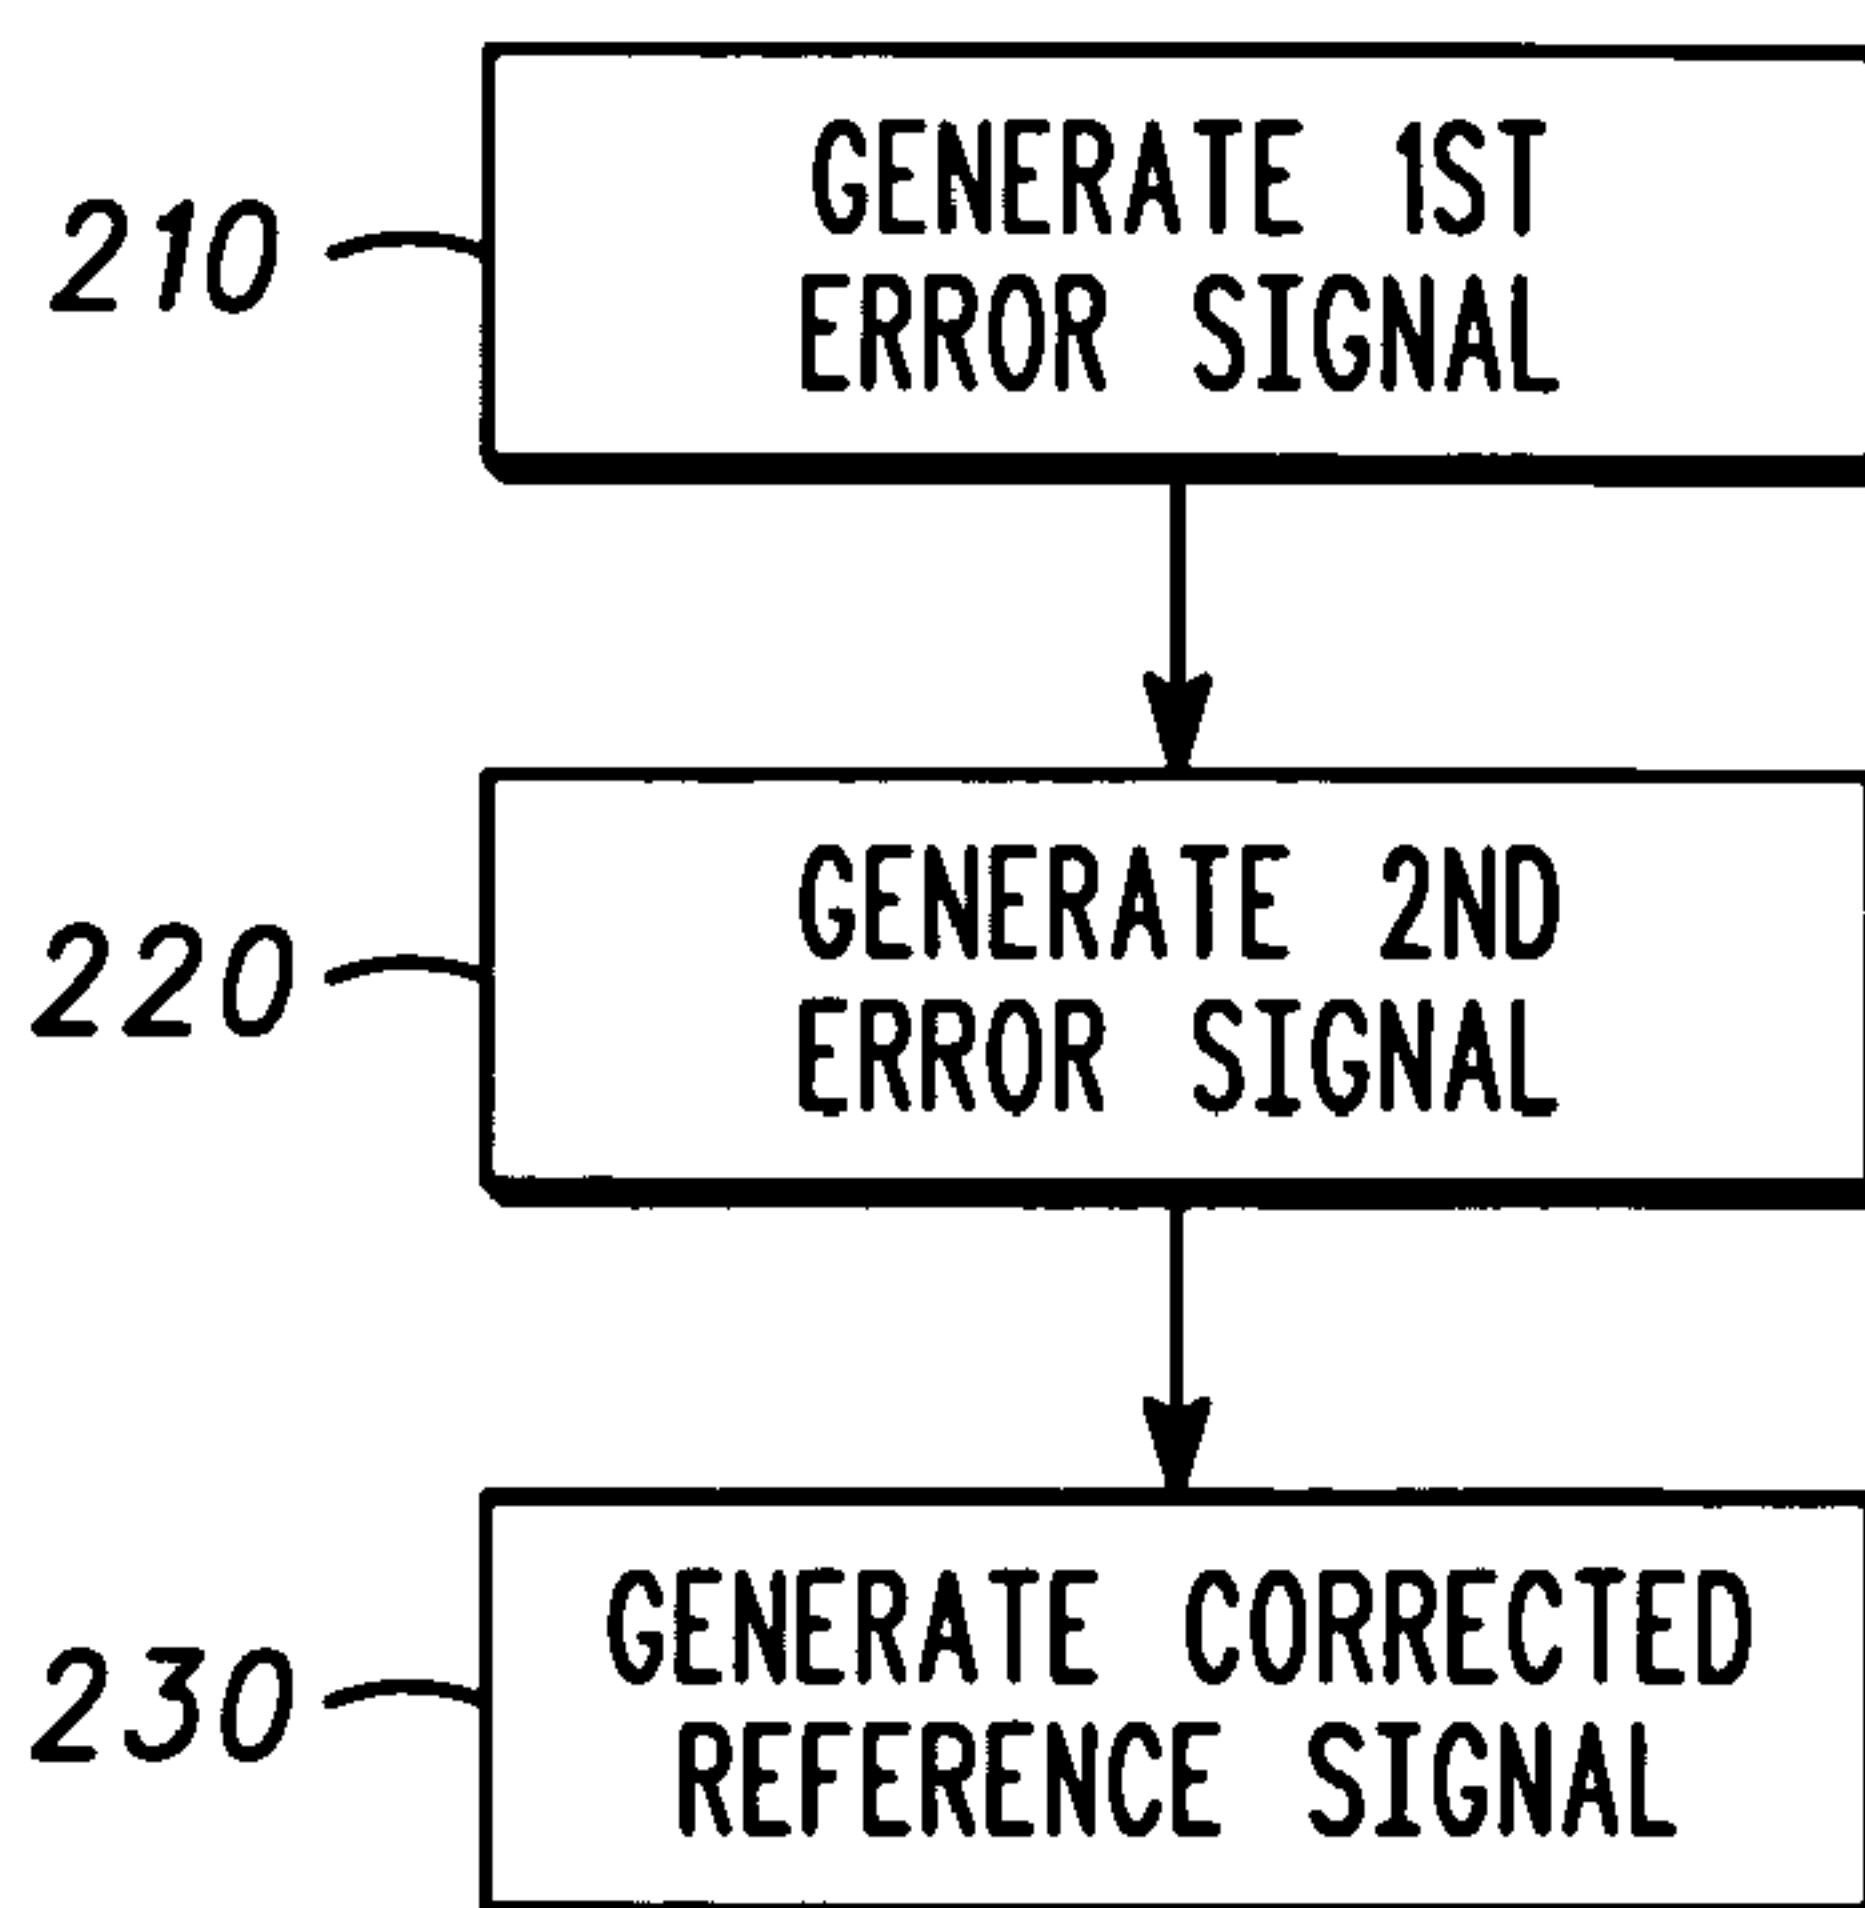 210
GENERATE 1ST
ERROR SIGNAL
220
GENERATE 2ND
ERROR SIGNAL
230
GENERATE CORRECTED
REFERENCE SIGNAL